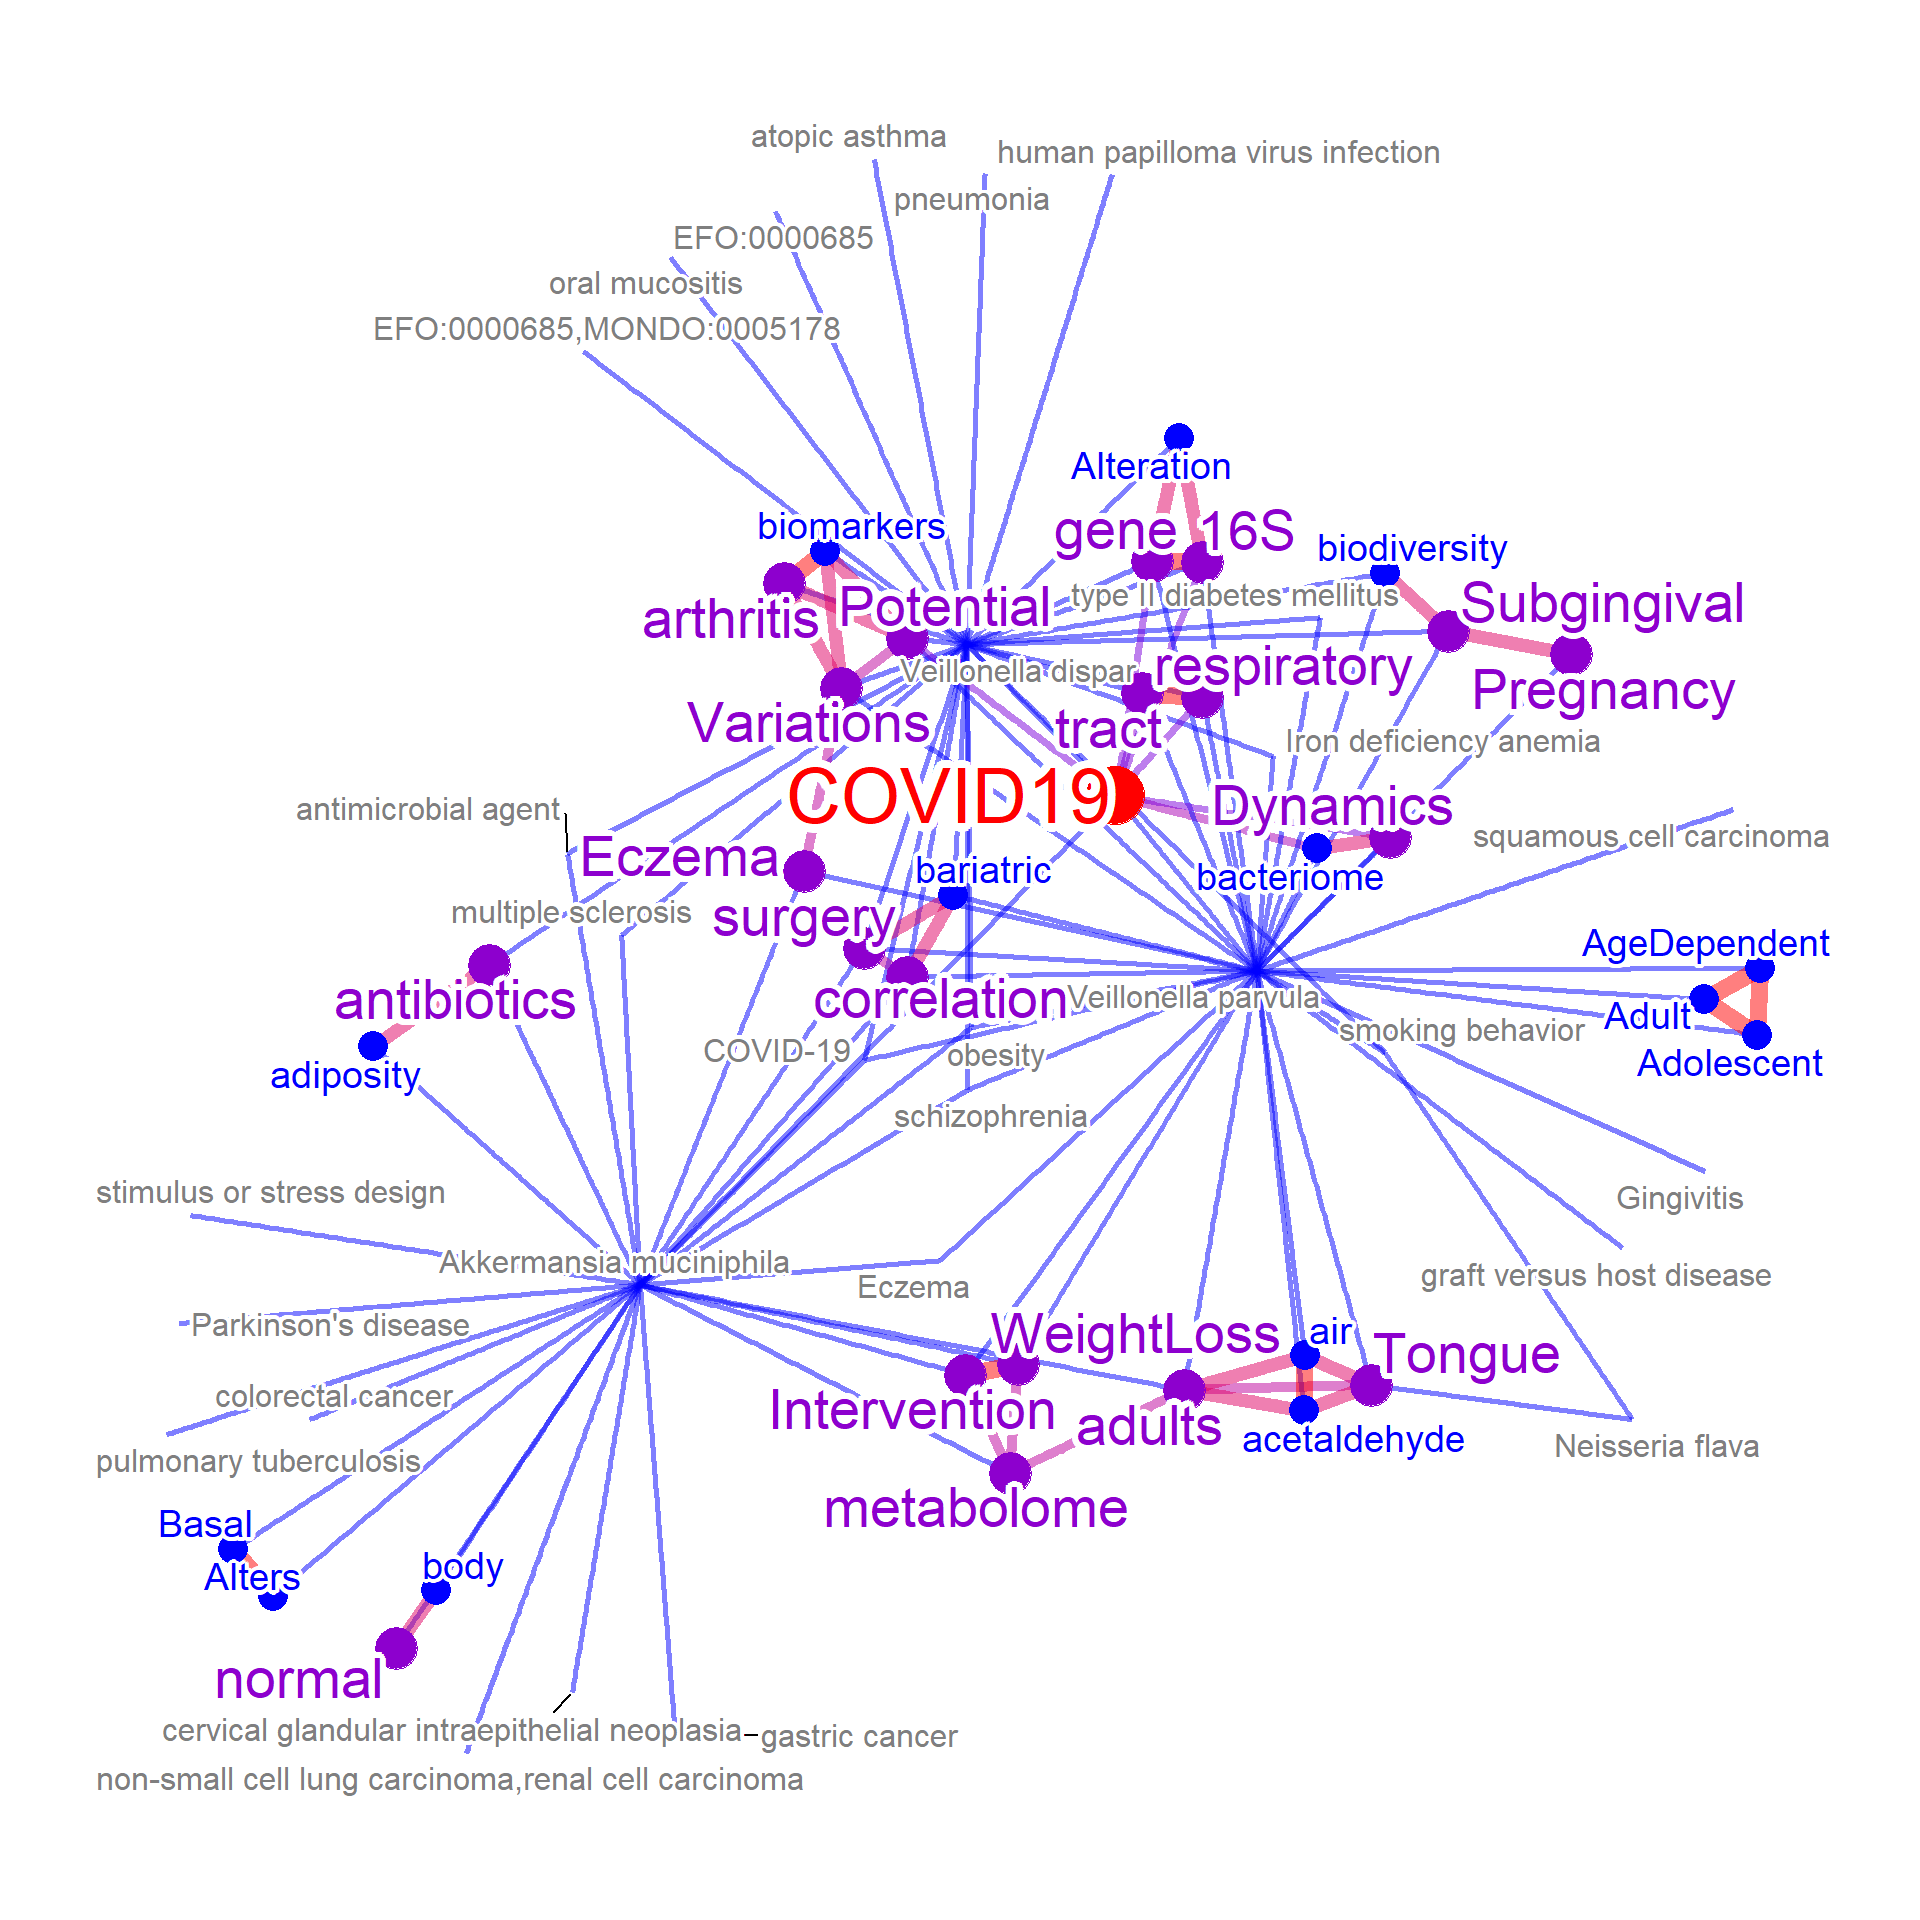 atopic asthma
human papilloma virus infection
pneumonia
EFO:0000685
oral mucositis
EFO:0000685,MONDO:0005178
Alteration
biomarkers
gene 16S
biodiversity
type II diabetes mellitus
Potential
Subgingival
arthritis
Veillonella dispar
respiratory
Pregnancy
Variations
tract
Iron deficiency anemia
COVID19
antimicrobial agent
Dynamics
squamous cell carcinoma
Eczema
bariatric
bacteriome
multiple sclerosis
surgery
AgeDependent
antibiotics
correlation
Veillonella parvula
Adult
smoking behavior
COVID-19
obesity
Adolescent
adiposity
schizophrenia
stimulus or stress design
Gingivitis
Akkermansia muciniphila
Eczema
graft versus host disease
Parkinson's disease
WeightLoss
air
Tongue
colorectal cancer
Intervention
adults
acetaldehyde
Neisseria flava
pulmonary tuberculosis
metabolome
Basal
Alters
body
normal
cervical glandular intraepithelial neoplasia
gastric cancer
non-small cell lung carcinoma,renal cell carcinoma